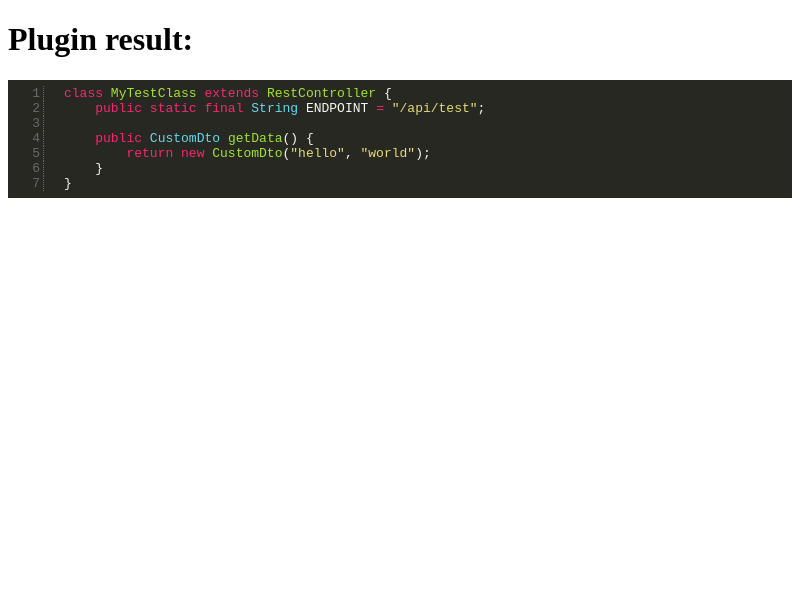 Plugin result:
1 class MyTestClass extends RestController {
2     public static final String ENDPOINT = "/api/test";
3
4     public CustomDto getData() {
5         return new CustomDto("hello", "world");
6     }
7 }